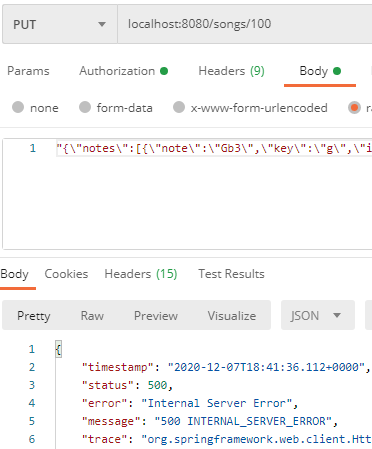 PUT localhost:8080/songs/100
Params Authorization Headers (9) Body
none form-data x-www-form-urlencoded
1 "{\"notes\":[{\"note\":\"Gb3\",\"key\":\"g\",\"i
Body Cookies Headers (15) Test Results
Pretty Raw Preview Visualize JSON
1 {
2 "timestamp": "2020-12-07T18:41:36.112+0000",
3 "status": 500,
4 "error": "Internal Server Error",
5 "message": "500 INTERNAL_SERVER_ERROR",
6 "trace": "org.springframework.web.client.Htt